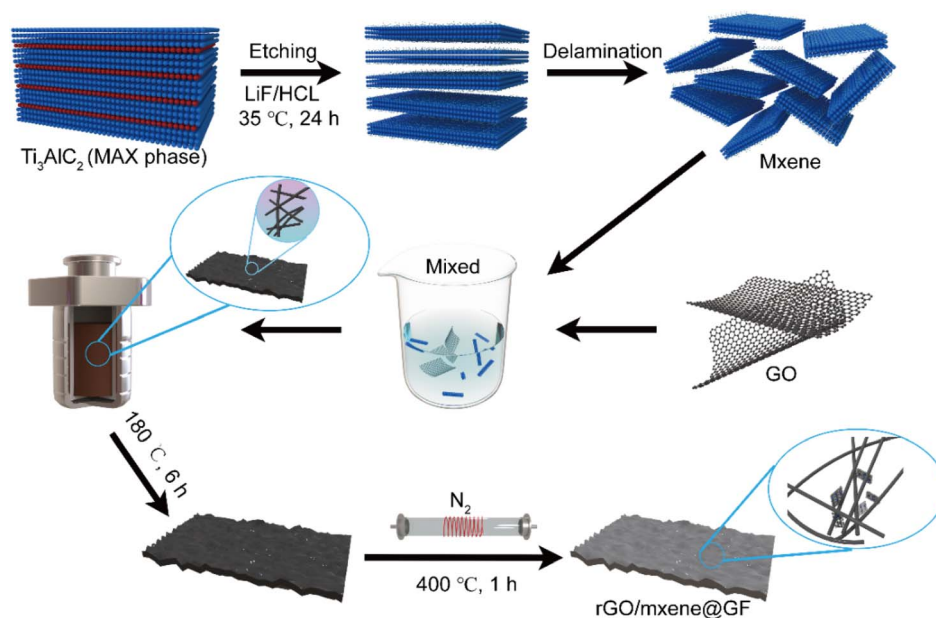 Etching
LiF/HCL
35 ℃, 24 h
Delamination
Ti₃AlC₂ (MAX phase)
Mxene
Mixed
GO
180 ℃, 6 h
N₂
400 ℃, 1 h
rGO/mxene@GF